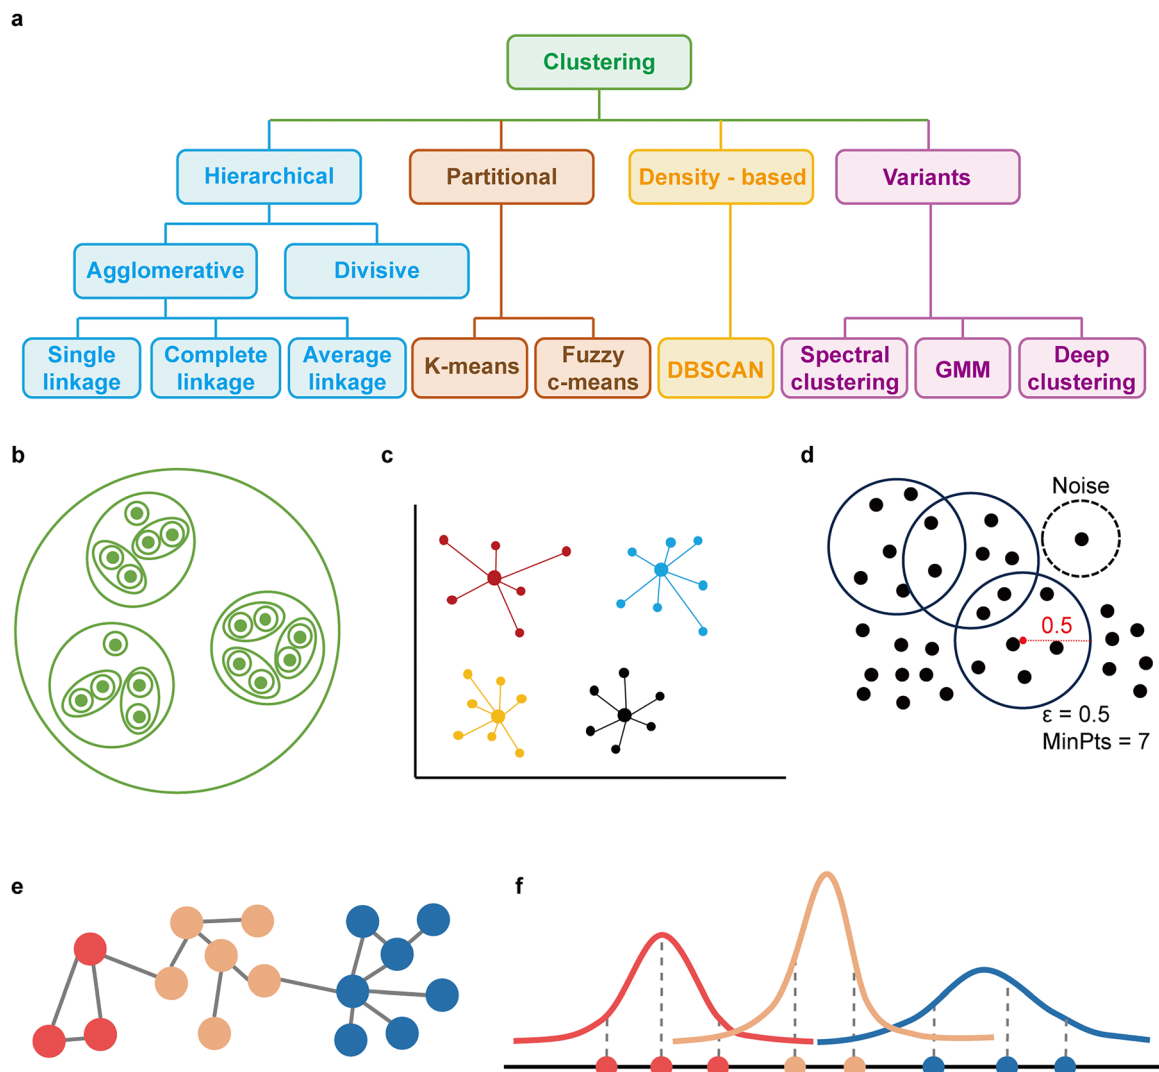 a
Clustering
Hierarchical
Partitional
Density - based
Variants
Agglomerative
Divisive
Single
linkage
Complete
linkage
Average
linkage
K-means
Fuzzy
c-means
DBSCAN
Spectral
clustering
GMM
Deep
clustering
b
c
d
Noise
0.5
ε = 0.5
MinPts = 7
e
f